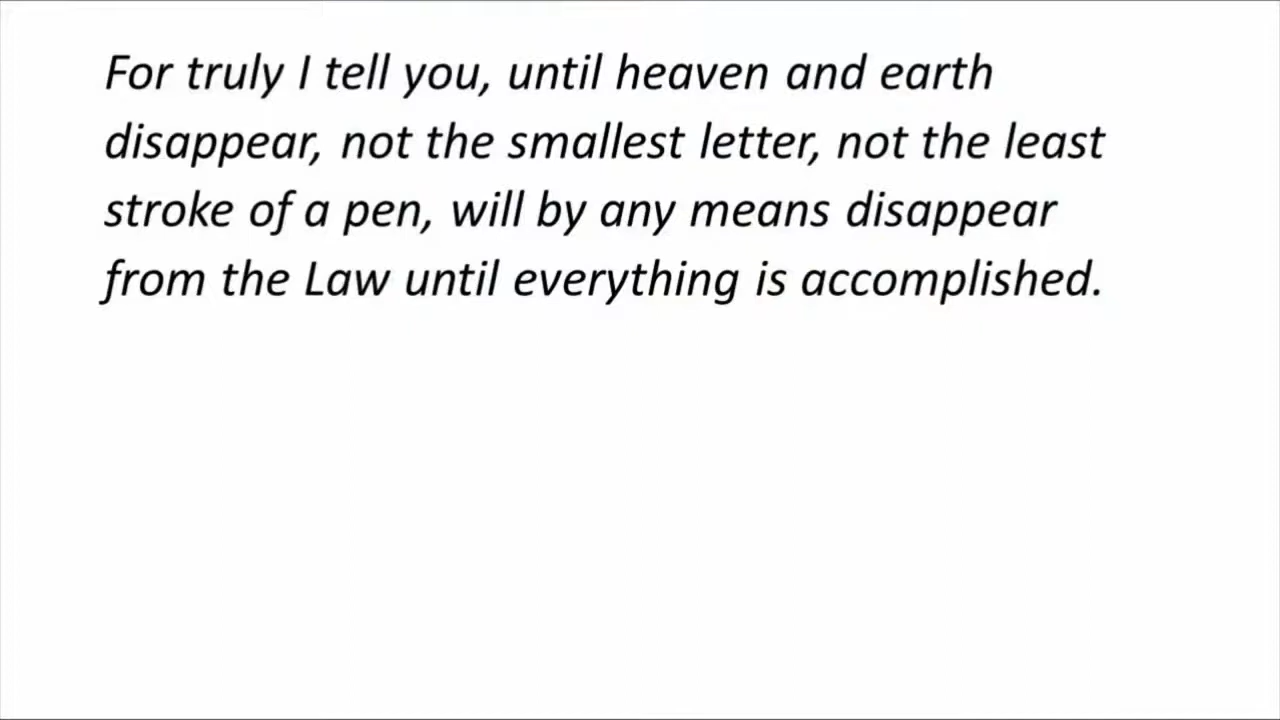 For truly I tell you, until heaven and earth
disappear, not the smallest letter, not the least
stroke of a pen, will by any means disappear
from the Law until everything is accomplished.